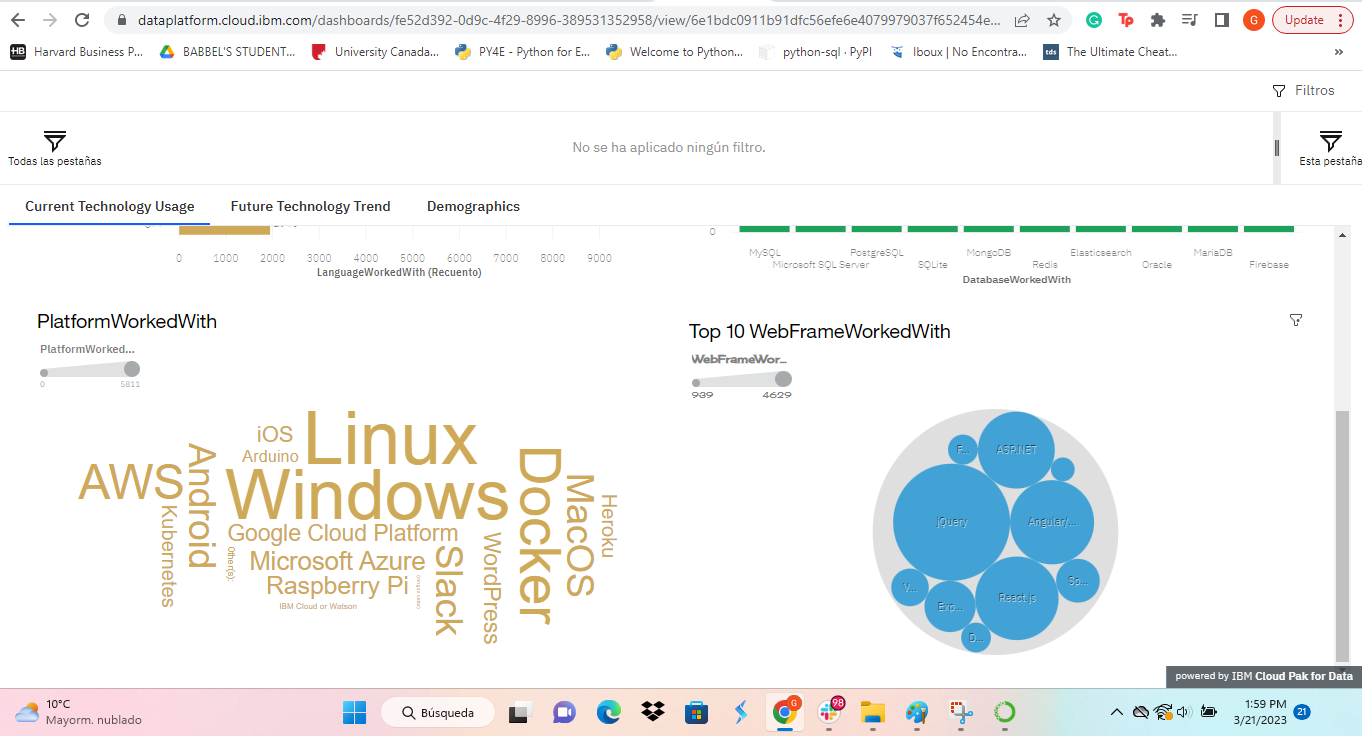 dataplatform.cloud.ibm.com/dashboards/fe52d392-0d9c-4f29-8996-389531352958/view/6e1bdc0911b91dfc56efe6e4079979037f652454e...
G
Update
Harvard Business P...
BABBEL'S STUDENT...
University Canada...
PY4E - Python for E...
Welcome to Python...
python-sql · PyPI
Iboux | No Encontra...
tds
The Ultimate Cheat...
»
Filtros
Todas las pestañas
No se ha aplicado ningún filtro.
Esta pestaña
Current Technology Usage
Future Technology Trend
Demographics
0 1000 2000 3000 4000 5000 6000 7000 8000 9000
LanguageWorkedWith (Recuento)
0
MySQL
Microsoft SQL Server
PostgreSQL
SQLite
MongoDB
Redis
Elasticsearch
Oracle
MariaDB
Firebase
DatabaseWorkedWith
PlatformWorkedWith
PlatformWorked...
0 5811
iOS
Arduino
Linux
AWS
Android
Windows
Docker
MacOS
Heroku
Kubernetes
Google Cloud Platform
Other(s):
Microsoft Azure
Slack
WordPress
Raspberry Pi
IBM Cloud or Watson
Top 10 WebFrameWorkedWith
WebFrameWor...
939 4629
F...
ASP.NET
jQuery
Angular/...
V...
Exp...
React.js
Sp...
D...
powered by IBM Cloud Pak for Data
10°C
Mayorm. nublado
Búsqueda
G
98
1:59 PM
3/21/2023
21